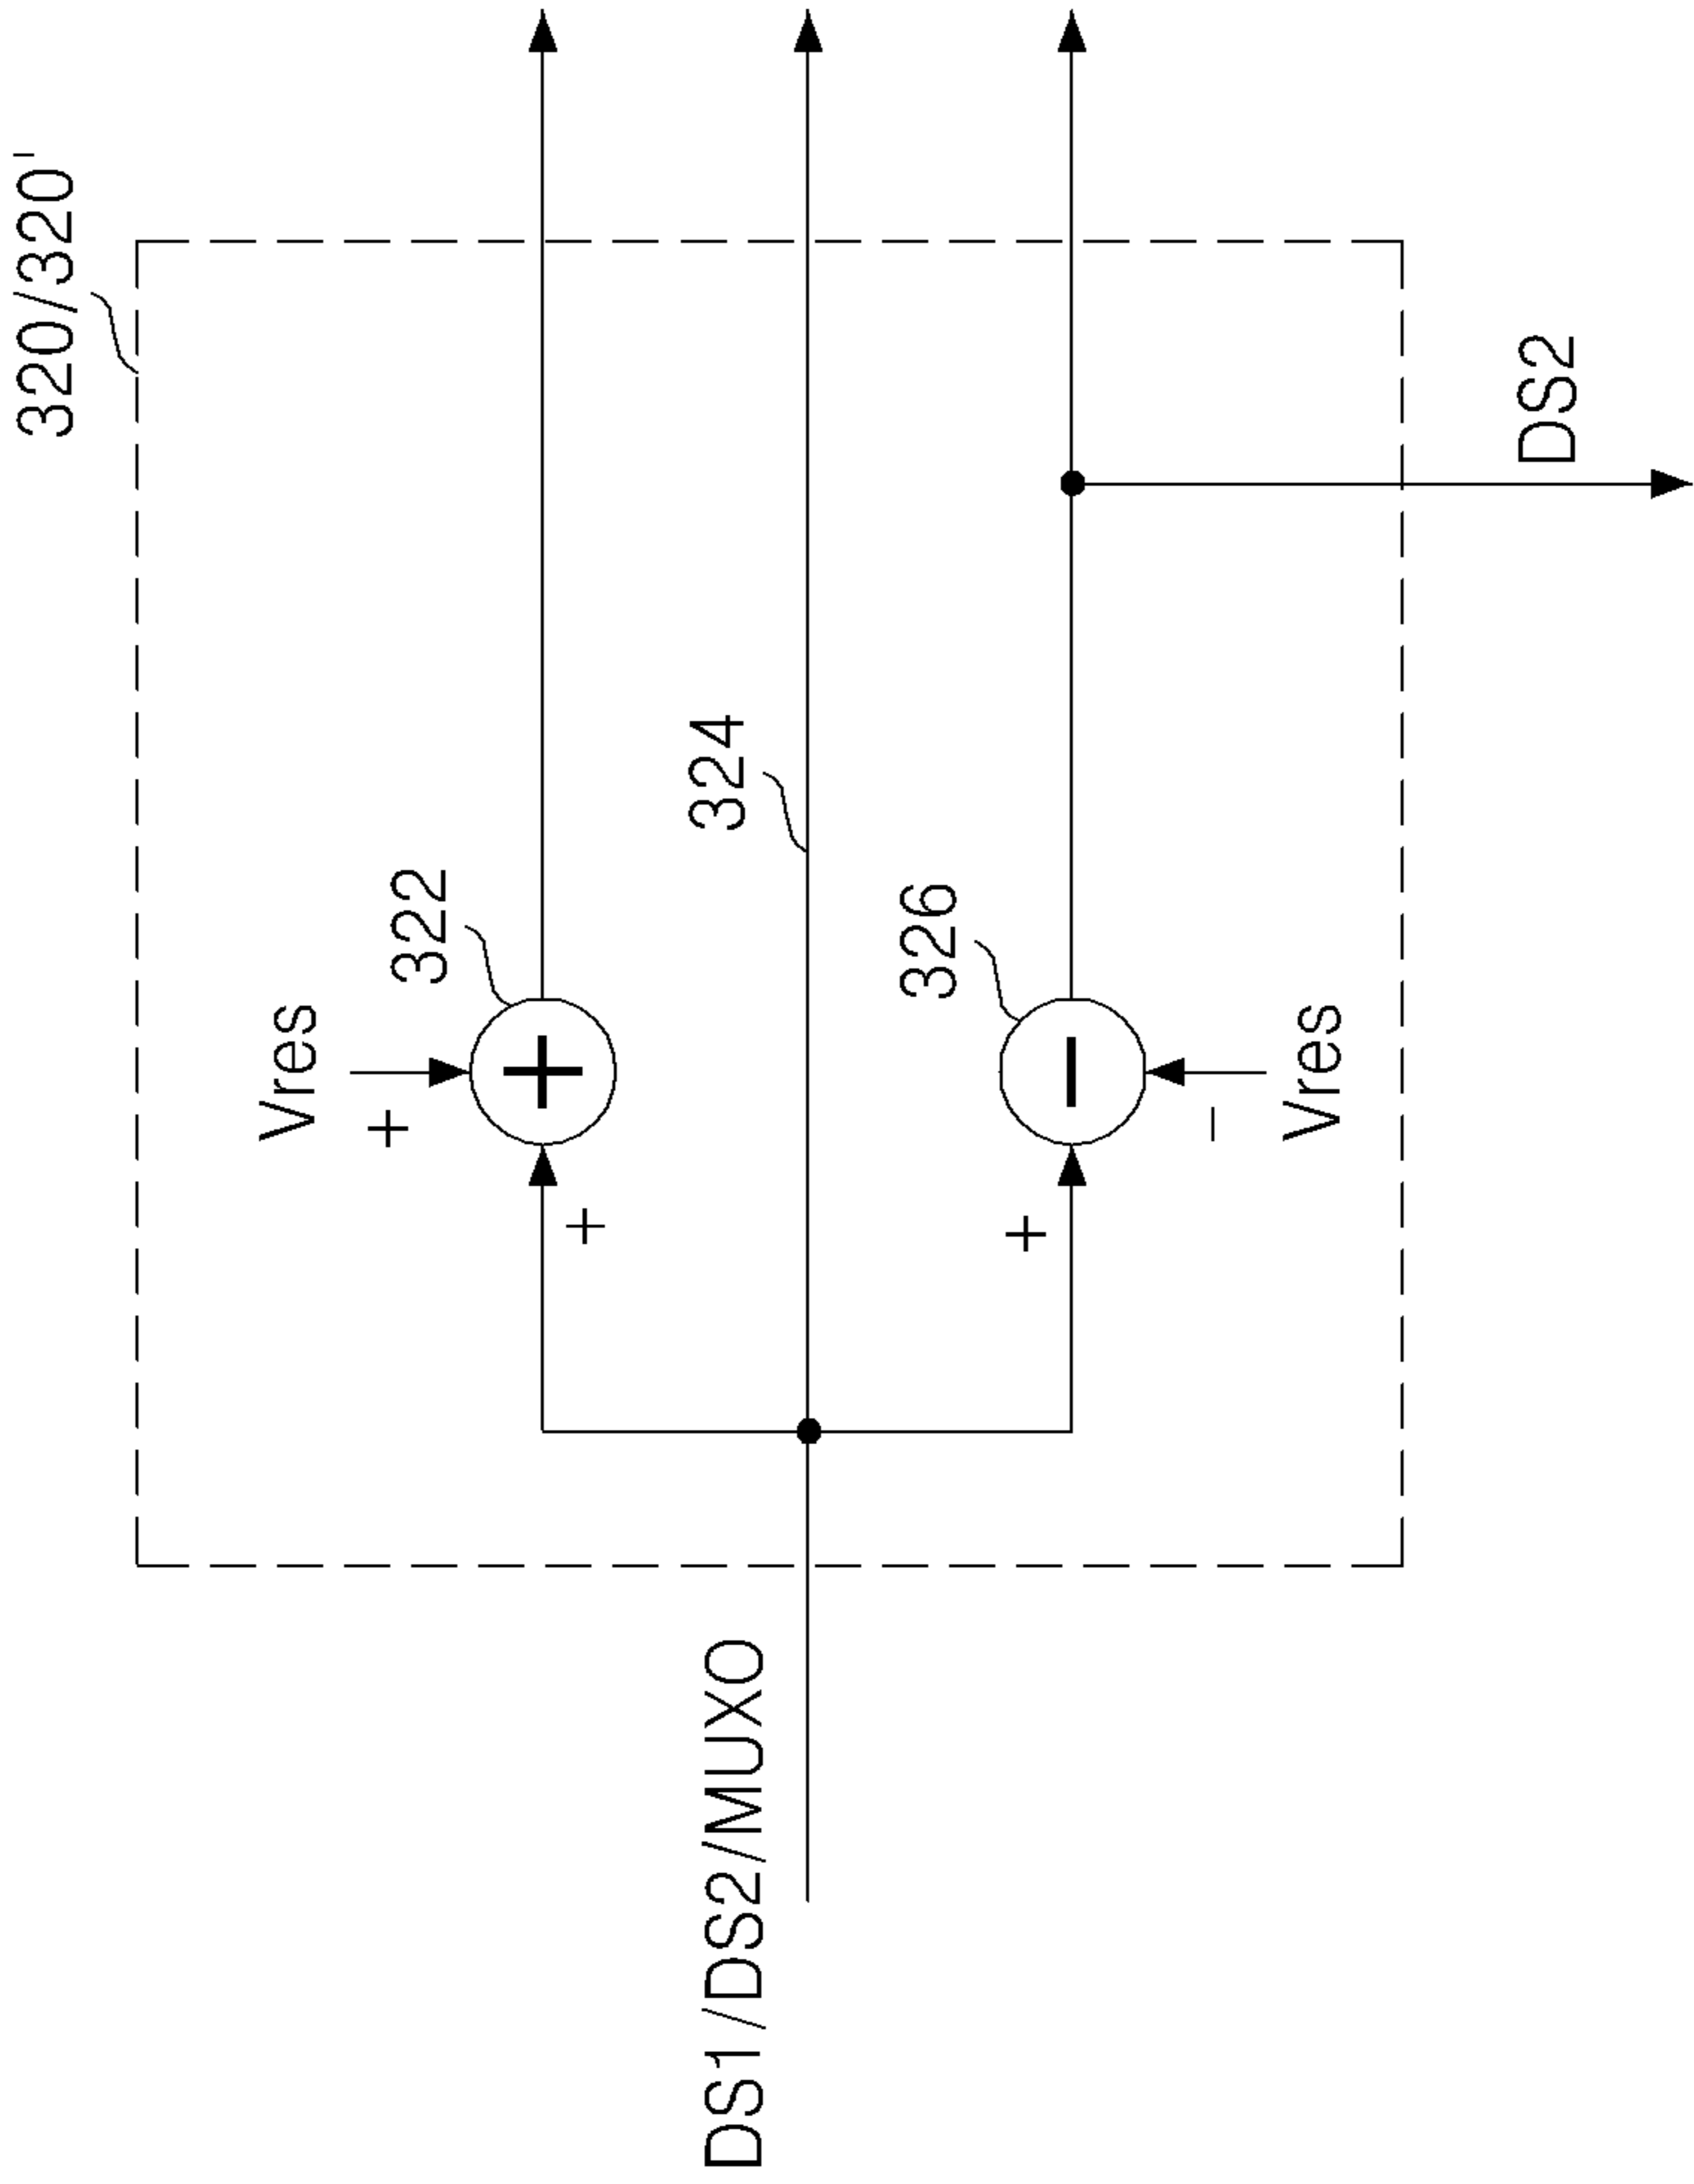 320/320'
Vres
+
322
+
+
324
326
+
−
−
Vres
DS1/DS2/MUXO
DS2